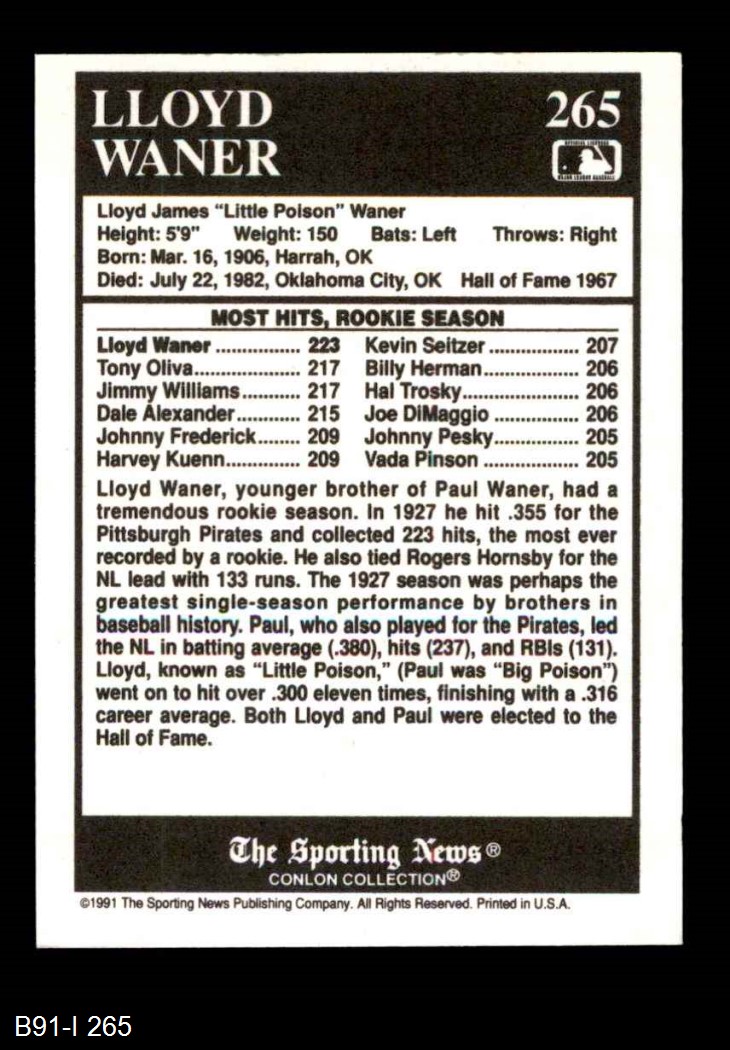 LLOYD
WANER
265
Lloyd James “Little Poison” Waner
Height: 5'9" Weight: 150 Bats: Left Throws: Right
Born: Mar. 16, 1906, Harrah, OK
Died: July 22, 1982, Oklahoma City, OK Hall of Fame 1967
MOST HITS, ROOKIE SEASON
Lloyd Waner ................ 223 Kevin Seitzer ................. 207
Tony Oliva.................... 217 Billy Herman.................. 206
Jimmy Williams........... 217 Hal Trosky...................... 206
Dale Alexander............ 215 Joe DiMaggio ................ 206
Johnny Frederick........ 209 Johnny Pesky................ 205
Harvey Kuenn.............. 209 Vada Pinson .................. 205
Lloyd Waner, younger brother of Paul Waner, had a
tremendous rookie season. In 1927 he hit .355 for the
Pittsburgh Pirates and collected 223 hits, the most ever
recorded by a rookie. He also tied Rogers Hornsby for the
NL lead with 133 runs. The 1927 season was perhaps the
greatest single-season performance by brothers in
baseball history. Paul, who also played for the Pirates, led
the NL in batting average (.380), hits (237), and RBIs (131).
Lloyd, known as “Little Poison,” (Paul was “Big Poison”)
went on to hit over .300 eleven times, finishing with a .316
career average. Both Lloyd and Paul were elected to the
Hall of Fame.
The Sporting News®
CONLON COLLECTION®
©1991 The Sporting News Publishing Company. All Rights Reserved. Printed in U.S.A.
B91-I 265